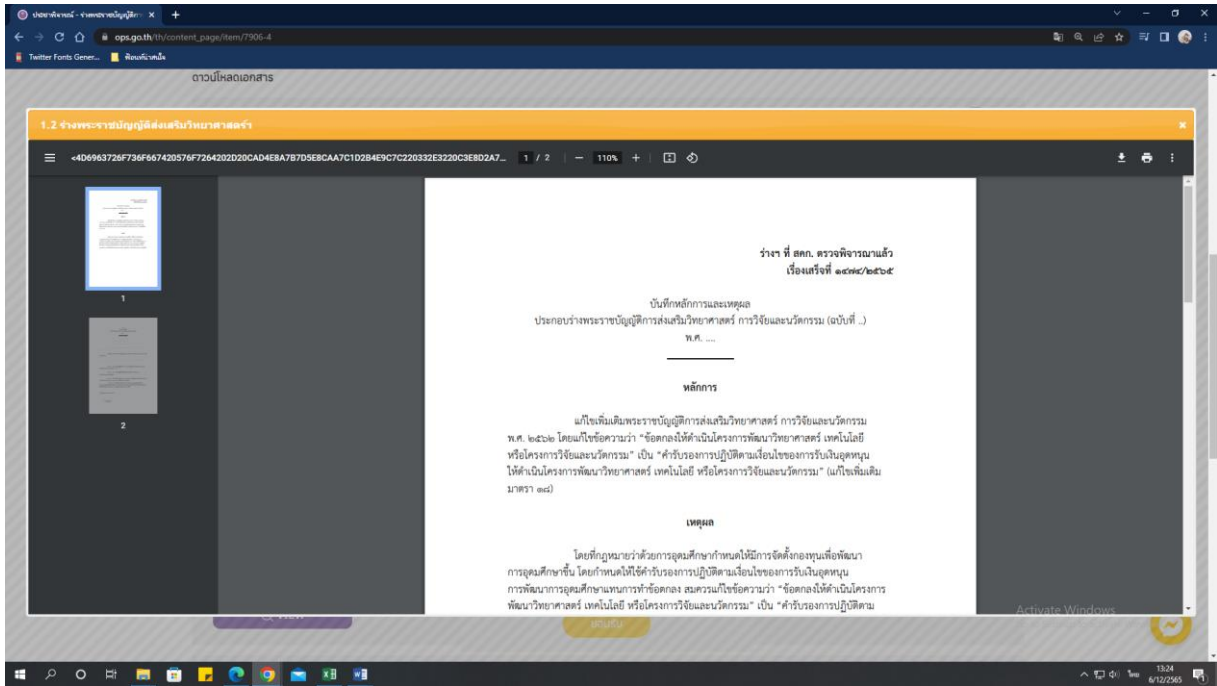 ops.go.th/th/content_page/item/7906-4
Twitter Fonts Gener...
ดาวน์โหลดเอกสาร
1.2 ร่างพระราชบัญญัติส่งเสริมวิทยาศาสตร์ฯ
1 / 2
110%
1
2
ร่างฯ ที่ สคก. ตรวจพิจารณาแล้ว
เรื่องเสร็จที่ ๑๔๗๔/๒๕๖๕
บันทึกหลักการและเหตุผล
ประกอบร่างพระราชบัญญัติการส่งเสริมวิทยาศาสตร์ การวิจัยและนวัตกรรม (ฉบับที่ ..)
พ.ศ. ....
หลักการ
แก้ไขเพิ่มเติมพระราชบัญญัติการส่งเสริมวิทยาศาสตร์ การวิจัยและนวัตกรรม
พ.ศ. ๒๕๖๒ โดยแก้ไขข้อความว่า “ข้อตกลงให้ดำเนินโครงการพัฒนาวิทยาศาสตร์ เทคโนโลยี
หรือโครงการวิจัยและนวัตกรรม” เป็น “คำรับรองการปฏิบัติตามเงื่อนไขของการรับเงินอุดหนุน
ให้ดำเนินโครงการพัฒนาวิทยาศาสตร์ เทคโนโลยี หรือโครงการวิจัยและนวัตกรรม” (แก้ไขเพิ่มเติม
มาตรา ๑๘)
เหตุผล
โดยที่กฎหมายว่าด้วยการอุดมศึกษากำหนดให้มีการจัดตั้งกองทุนเพื่อพัฒนา
การอุดมศึกษาขึ้น โดยกำหนดให้ใช้คำรับรองการปฏิบัติตามเงื่อนไขของการรับเงินอุดหนุน
การพัฒนาการอุดมศึกษาแทนการทำข้อตกลง สมควรแก้ไขข้อความว่า “ข้อตกลงให้ดำเนินโครงการ
พัฒนาวิทยาศาสตร์ เทคโนโลยี หรือโครงการวิจัยและนวัตกรรม” เป็น “คำรับรองการปฏิบัติตาม
Activate Windows
ยอมรับ
13:24
6/12/2565